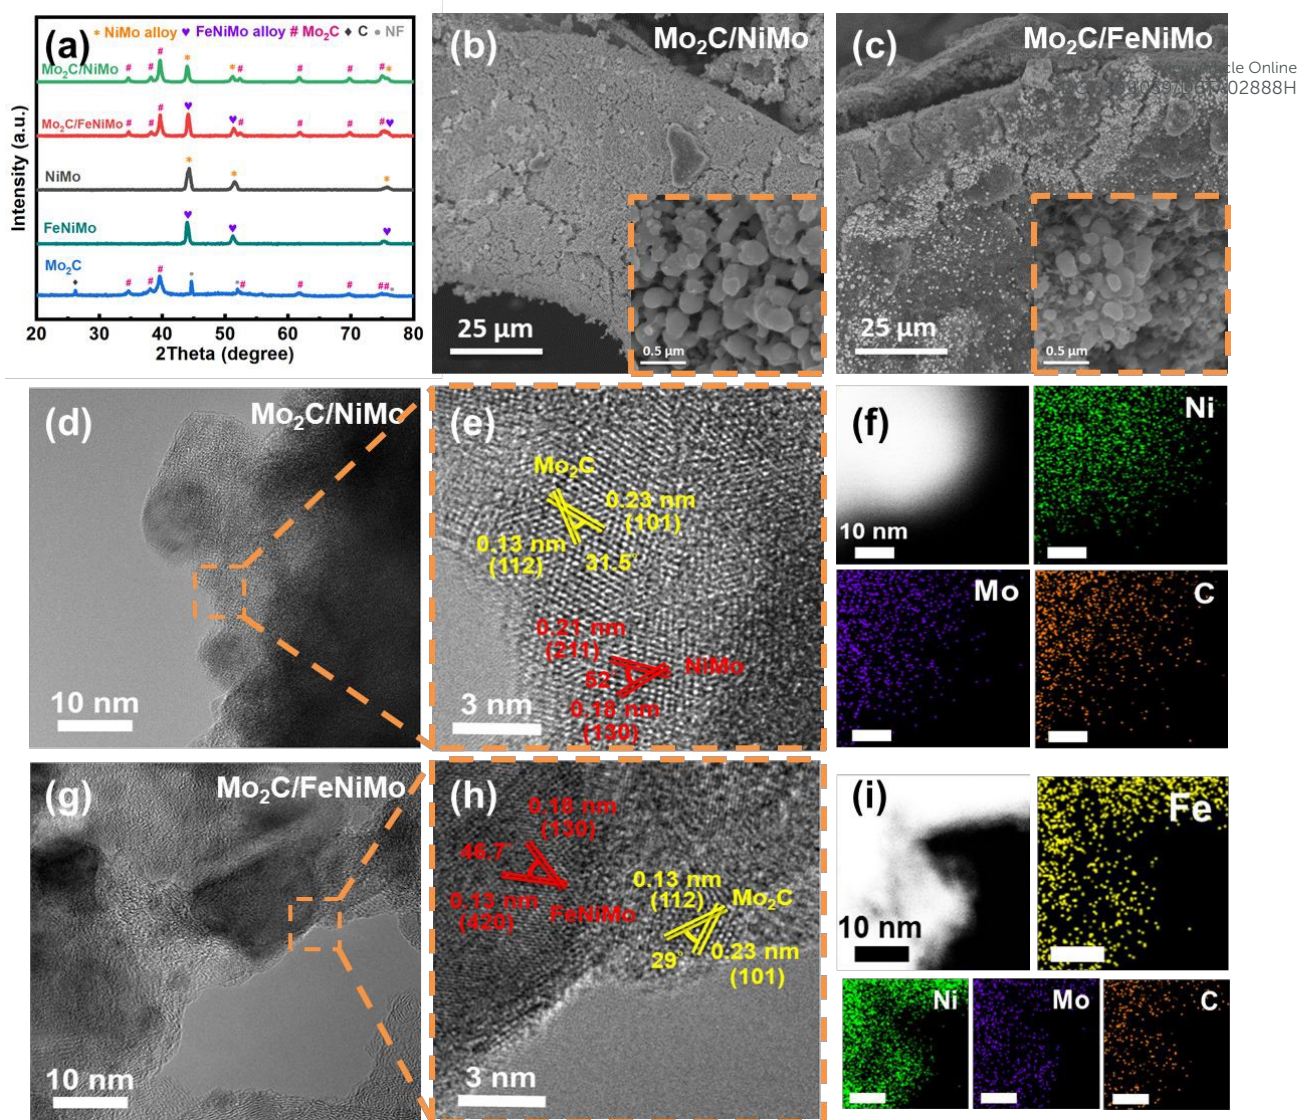 (a) * NiMo alloy ♥ FeNiMo alloy # Mo₂C ♦ C ● NF
Mo₂C/NiMo
Mo₂C/FeNiMo
NiMo
FeNiMo
Mo₂C
Intensity (a.u.)
20 30 40 50 60 70 80
2Theta (degree)
(b) Mo₂C/NiMo
25 μm
0.5 μm
(c) Mo₂C/FeNiMo
cle Online
02888H
25 μm
0.5 μm
(d) Mo₂C/NiMo
10 nm
(e)
Mo₂C
0.23 nm
(101)
0.13 nm
(112)
31.5°
0.21 nm
(211)
NiMo
52
0.18 nm
(130)
3 nm
(f)
10 nm
Ni
Mo
C
(g) Mo₂C/FeNiMo
10 nm
(h)
0.18 nm
(130)
46.7°
0.13 nm
(420)
FeNiMo
0.13 nm
(112)
Mo₂C
29°
0.23 nm
(101)
3 nm
(i)
10 nm
Fe
Ni
Mo
C